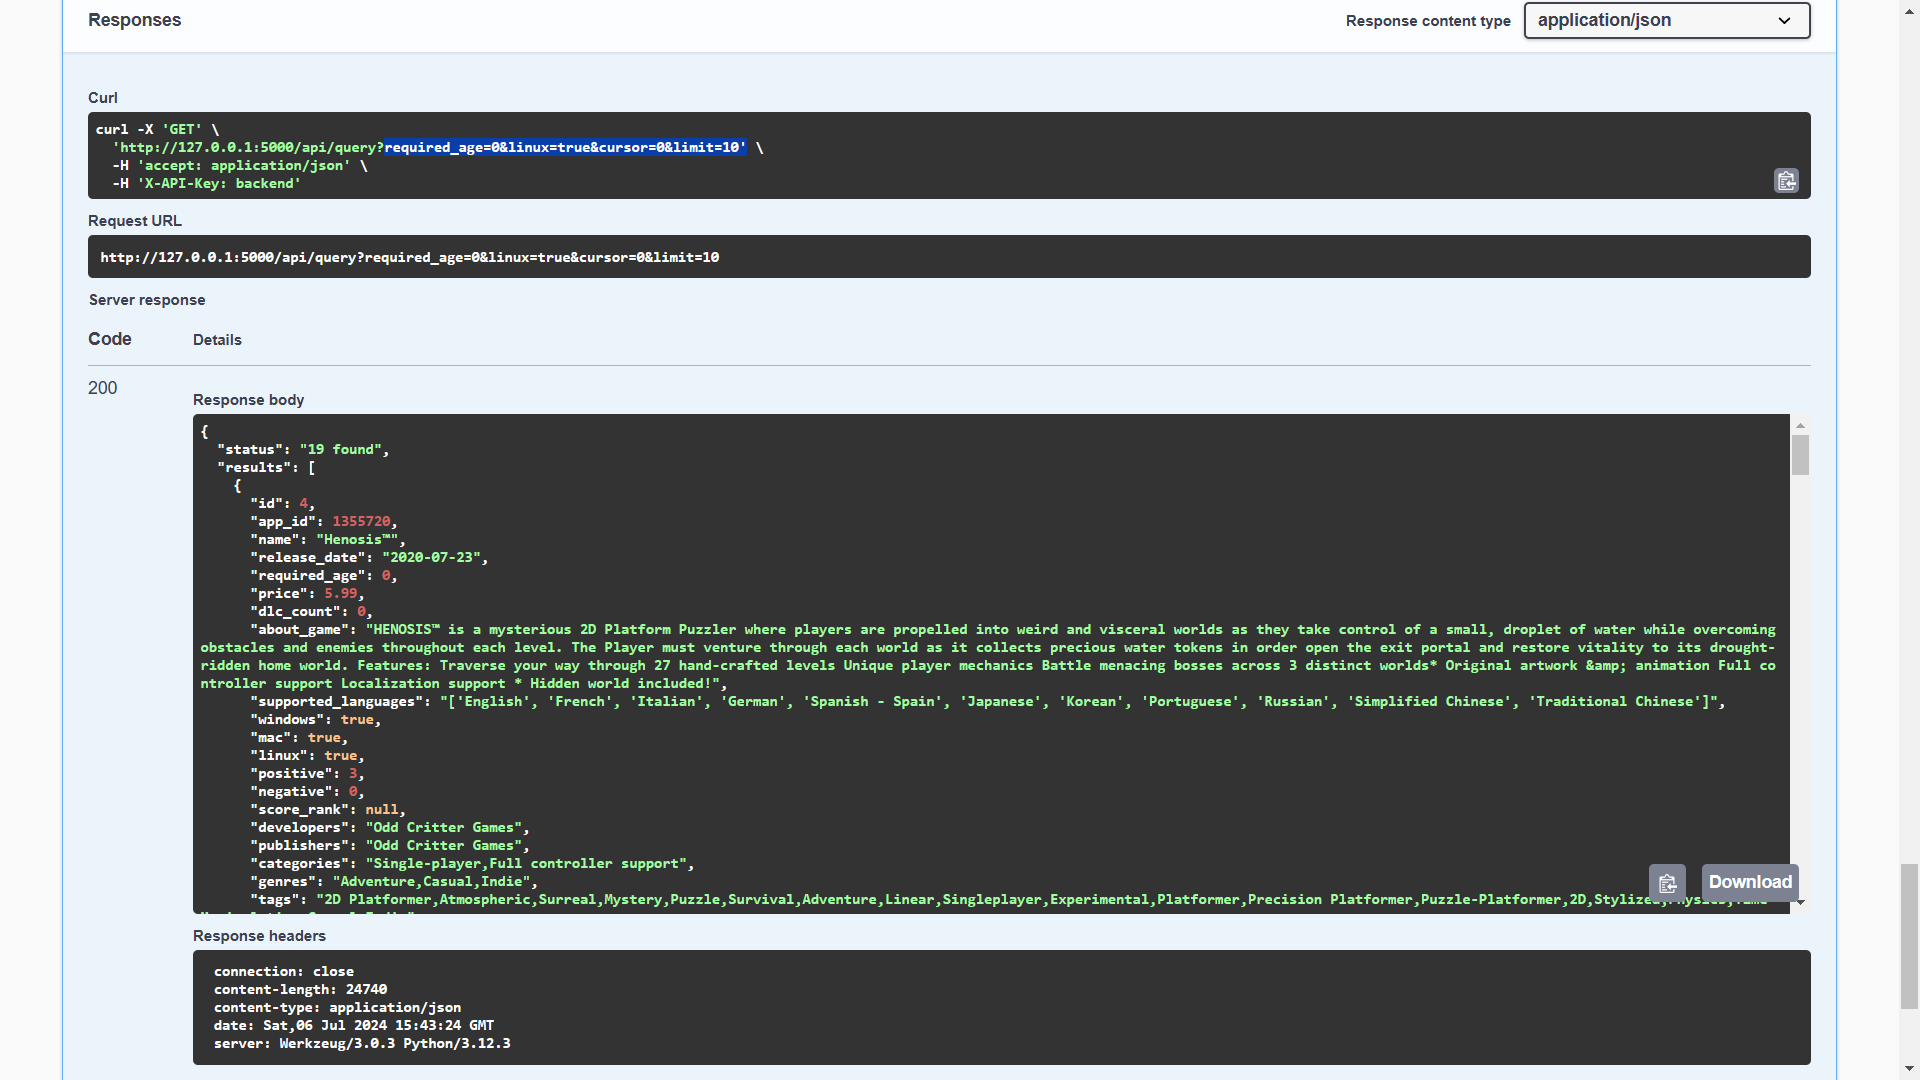 Responses
Response content type
application/json
Curl
curl -X 'GET' \
'http://127.0.0.1:5000/api/query?required_age=0&linux=true&cursor=0&limit=10' \
-H 'accept: application/json' \
-H 'X-API-Key: backend'
Request URL
http://127.0.0.1:5000/api/query?required_age=0&linux=true&cursor=0&limit=10
Server response
Code Details
200
Response body
{
"status": "19 found",
"results": [
{
"id": 4,
"app_id": 1355720,
"name": "Henosis™",
"release_date": "2020-07-23",
"required_age": 0,
"price": 5.99,
"dlc_count": 0,
"about_game": "HENOSIS™ is a mysterious 2D Platform Puzzler where players are propelled into weird and visceral worlds as they take control of a small, droplet of water while overcoming
obstacles and enemies throughout each level. The Player must venture through each world as it collects precious water tokens in order open the exit portal and restore vitality to its drought-
ridden home world. Features: Traverse your way through 27 hand-crafted levels Unique player mechanics Battle menacing bosses across 3 distinct worlds* Original artwork &amp; animation Full co
ntroller support Localization support * Hidden world included!",
"supported_languages": "['English', 'French', 'Italian', 'German', 'Spanish - Spain', 'Japanese', 'Korean', 'Portuguese', 'Russian', 'Simplified Chinese', 'Traditional Chinese']",
"windows": true,
"mac": true,
"linux": true,
"positive": 3,
"negative": 0,
"score_rank": null,
"developers": "Odd Critter Games",
"publishers": "Odd Critter Games",
"categories": "Single-player,Full controller support",
"genres": "Adventure,Casual,Indie",
"tags": "2D Platformer,Atmospheric,Surreal,Mystery,Puzzle,Survival,Adventure,Linear,Singleplayer,Experimental,Platformer,Precision Platformer,Puzzle-Platformer,2D,Stylized,
Download
Response headers
connection: close
content-length: 24740
content-type: application/json
date: Sat,06 Jul 2024 15:43:24 GMT
server: Werkzeug/3.0.3 Python/3.12.3